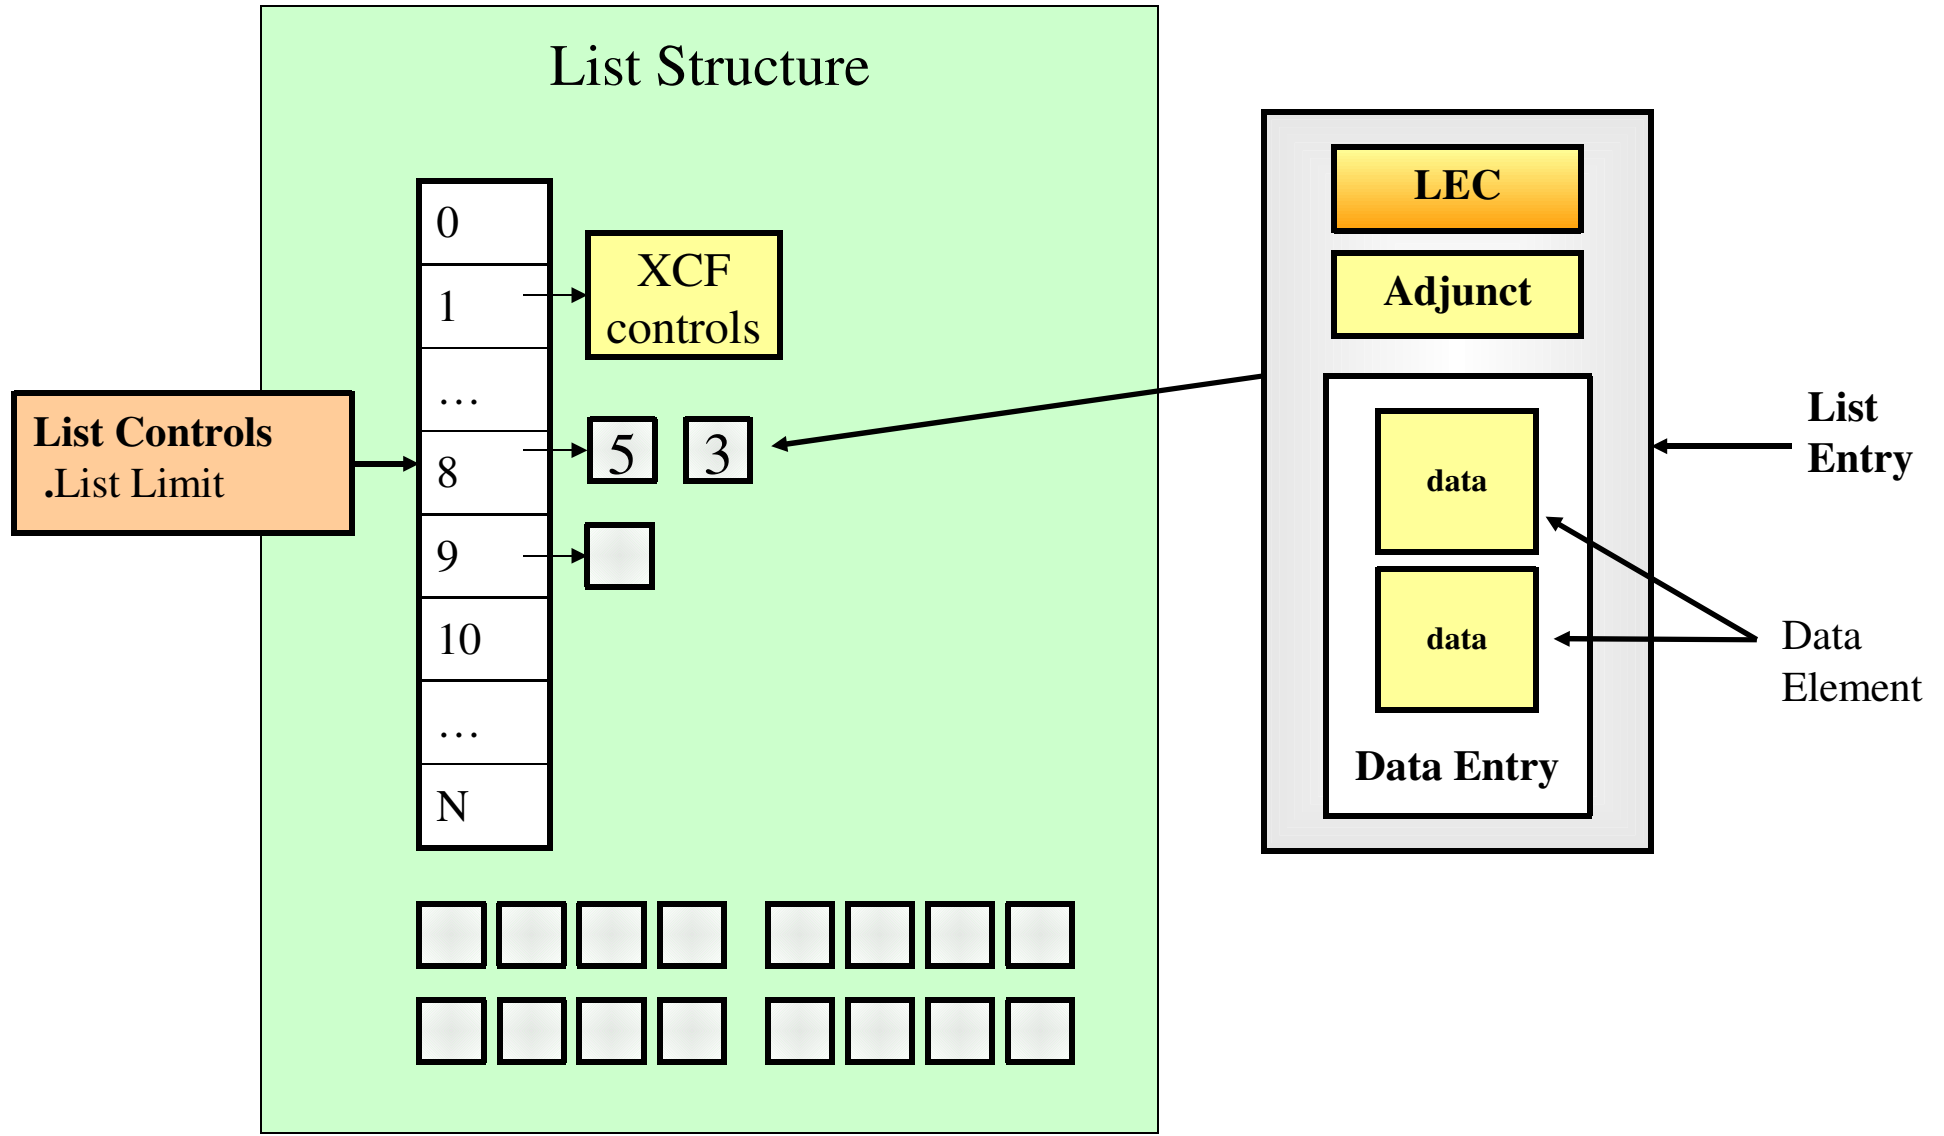 List Structure
0
1
…
8
9
10
…
N
XCF
controls
5 3
List Controls
.List Limit
LEC
Adjunct
data
data
Data Entry
List
Entry
Data
Element